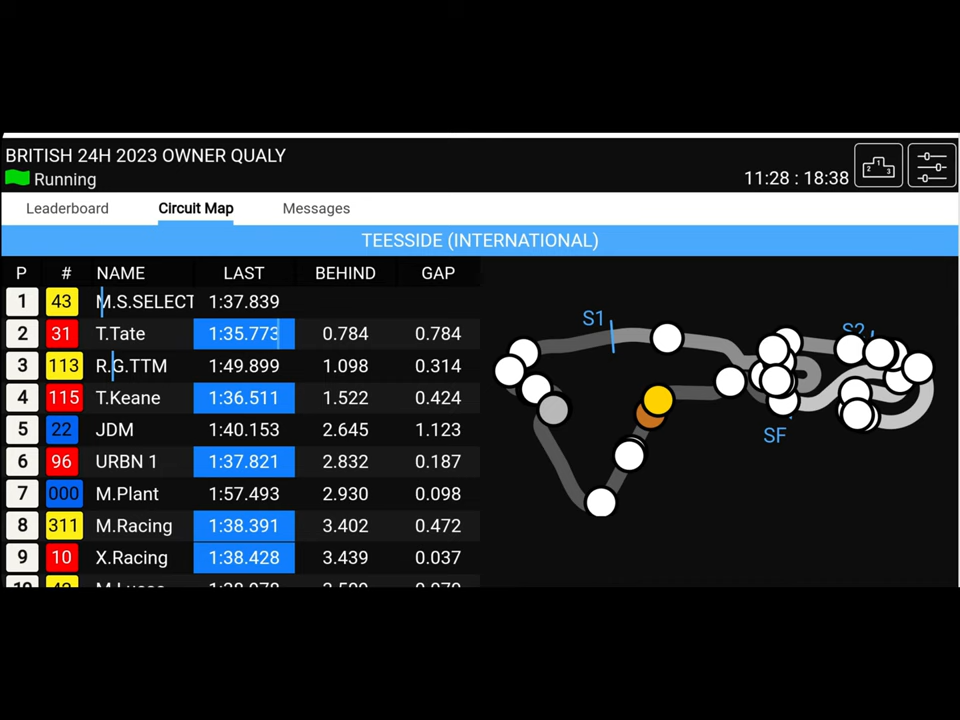 BRITISH 24H 2023 OWNER QUALY
Running
11:28 : 18:38
Leaderboard Circuit Map Messages
TEESSIDE (INTERNATIONAL)
P # NAME LAST BEHIND GAP
1 43 M.S.SELECT 1:37.839
2 31 T.Tate 1:35.773 0.784 0.784
3 113 R.G.TTM 1:49.899 1.098 0.314
4 115 T.Keane 1:36.511 1.522 0.424
5 22 JDM 1:40.153 2.645 1.123
6 96 URBN 1 1:37.821 2.832 0.187
7 000 M.Plant 1:57.493 2.930 0.098
8 311 M.Racing 1:38.391 3.402 0.472
9 10 X.Racing 1:38.428 3.439 0.037
10
S1
S2
SF